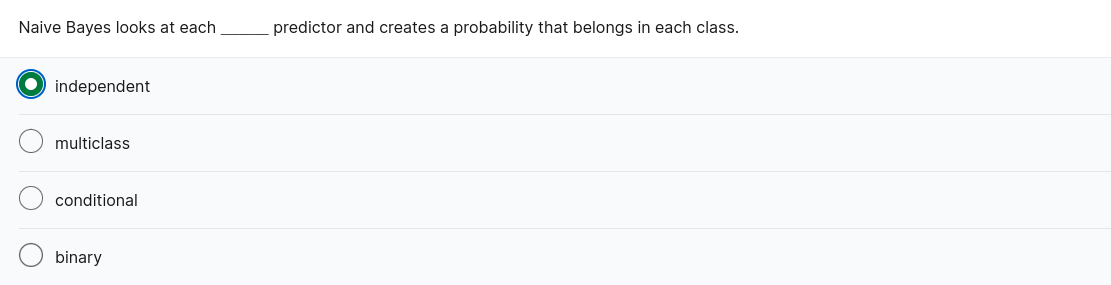 Naive Bayes looks at each ______ predictor and creates a probability that belongs in each class.
independent
multiclass
conditional
binary